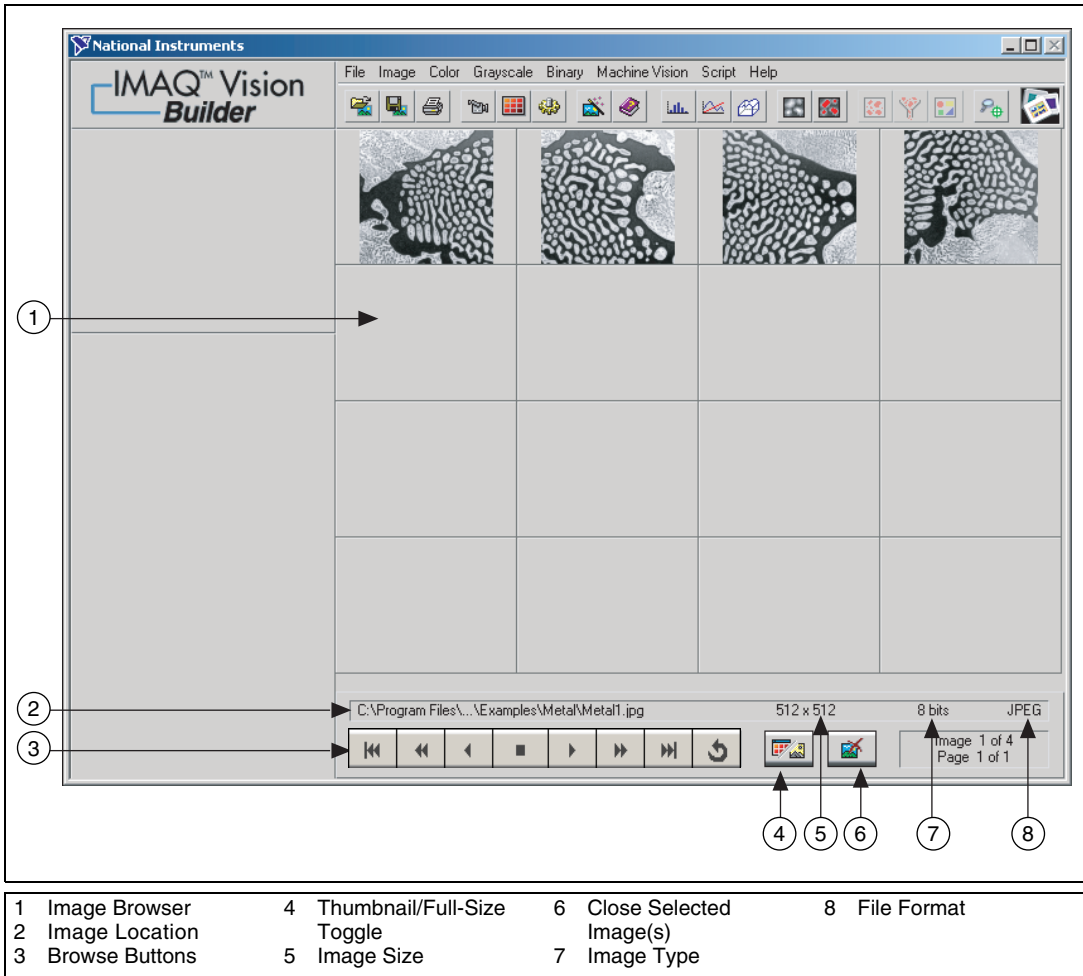 National Instruments
IMAQ™ Vision
Builder
File Image Color Grayscale Binary Machine Vision Script Help
1
2
C:\Program Files\...\Examples\Metal\Metal1.jpg 512 x 512 8 bits JPEG
3
Image 1 of 4
Page 1 of 1
4 5 6 7 8
1 Image Browser
2 Image Location
3 Browse Buttons
4 Thumbnail/Full-Size
Toggle
5 Image Size
6 Close Selected
Image(s)
7 Image Type
8 File Format